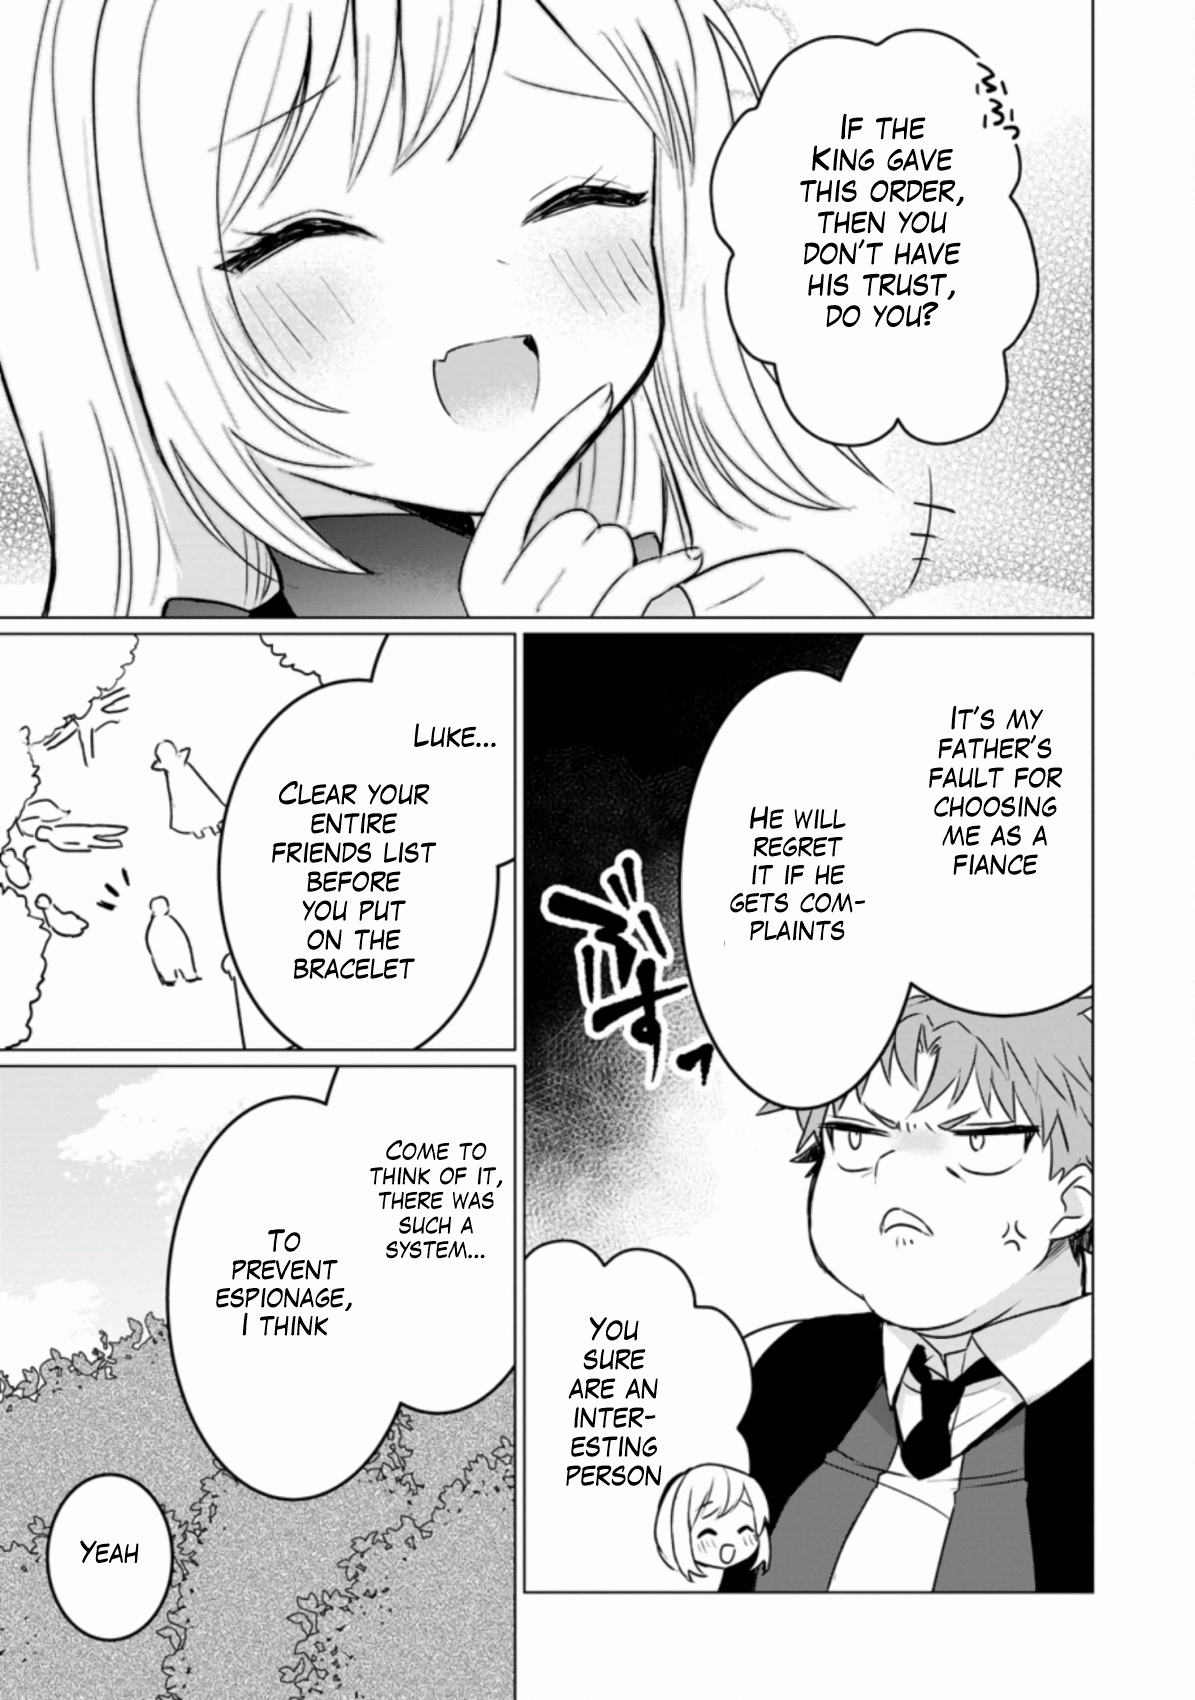 ふふっ
IF THE
KING GAVE
THIS ORDER,
THEN YOU
DON'T HAVE
HIS TRUST,
DO YOU?
IT'S MY
FATHER'S
FAULT FOR
CHOOSING
ME AS A
FIANCE
HE WILL
REGRET
IT IF HE
GETS COM-
PLAINTS
YOU
SURE
ARE AN
INTER-
ESTING
PERSON
LUKE...
CLEAR YOUR
ENTIRE
FRIENDS LIST
BEFORE
YOU PUT
ON THE
BRACELET
COME TO
THINK OF IT,
THERE WAS
SUCH A
SYSTEM...
TO
PREVENT
ESPIONAGE,
I THINK
YEAH